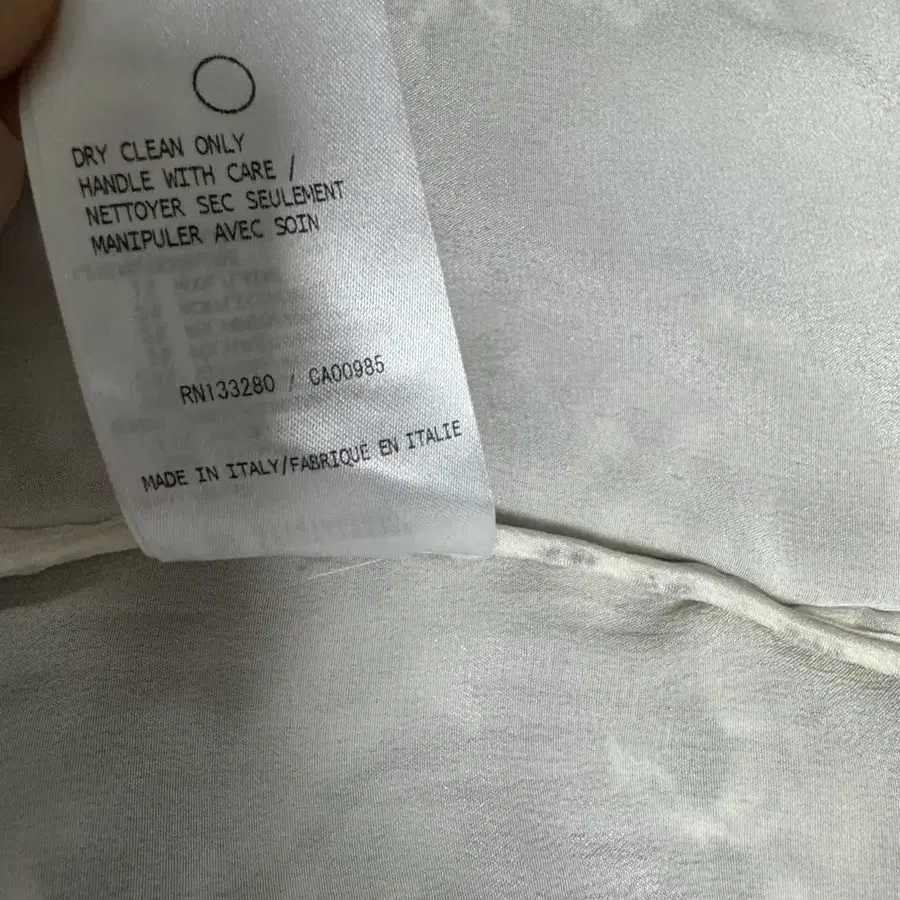 DRY CLEAN ONLY
HANDLE WITH CARE /
NETTOYER SEC SEULEMENT
MANIPULER AVEC SOIN
RN133280 / CA00985
MADE IN ITALY/FABRIQUÉ EN ITALIE